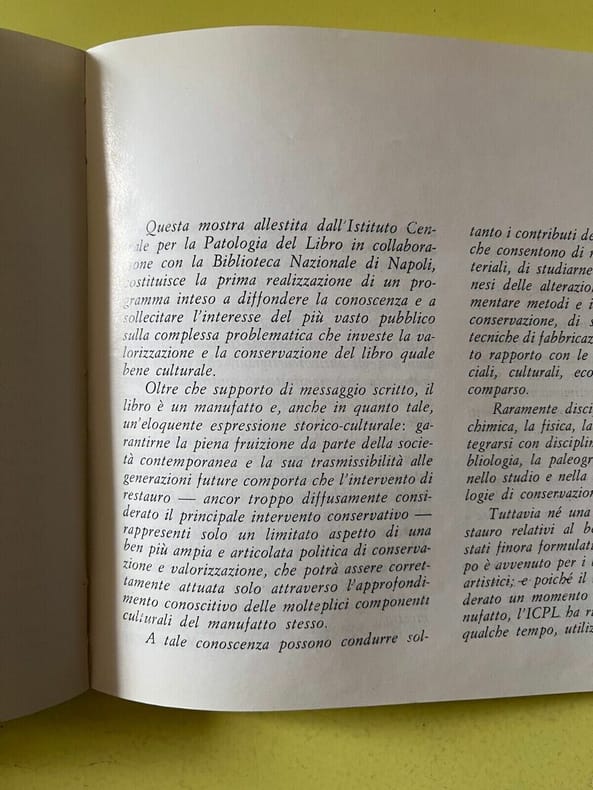 Questa mostra allestita dall'Istituto Cen-
per la Patologia del Libro in collabora-
con la Biblioteca Nazionale di Napoli,
costituisce la prima realizzazione di un pro-
gramma inteso a diffondere la conoscenza e a
sollecitare l'interesse del più vasto pubblico
sulla complessa problematica che investe la va-
lorizzazione e la conservazione del libro quale
bene culturale.
Oltre che supporto di messaggio scritto, il
libro è un manufatto e, anche in quanto tale,
un'eloquente espressione storico-culturale: ga-
rantirne la piena fruizione da parte della socie-
tà contemporanea e la sua trasmissibilità alle
generazioni future comporta che l'intervento di
restauro — ancor troppo diffusamente consi-
derato il principale intervento conservativo —
rappresenti solo un limitato aspetto di una
ben più ampia e articolata politica di conserva-
zione e valorizzazione, che potrà essere corret-
tamente attuata solo attraverso l'approfondi-
mento conoscitivo delle molteplici componenti
culturali del manufatto stesso.
A tale conoscenza possono condurre sol-
tanto i contributi de
che consentono di
teriali, di studiarne
nesi delle alterazio
mentare metodi e i
conservazione, di s
tecniche di fabbricaz
to rapporto con le
ciali, culturali, eco
comparso.
Raramente disci
chimica, la fisica, la
tegrarsi con disciplin
bliologia, la paleogr
nello studio e nella
logie di conservazion
Tuttavia né una
stauro relativi al be
stati finora formulati
po è avvenuto per i
artistici; e poiché il
derato un momento
nufatto, l'ICPL ha ra
qualche tempo, utiliz